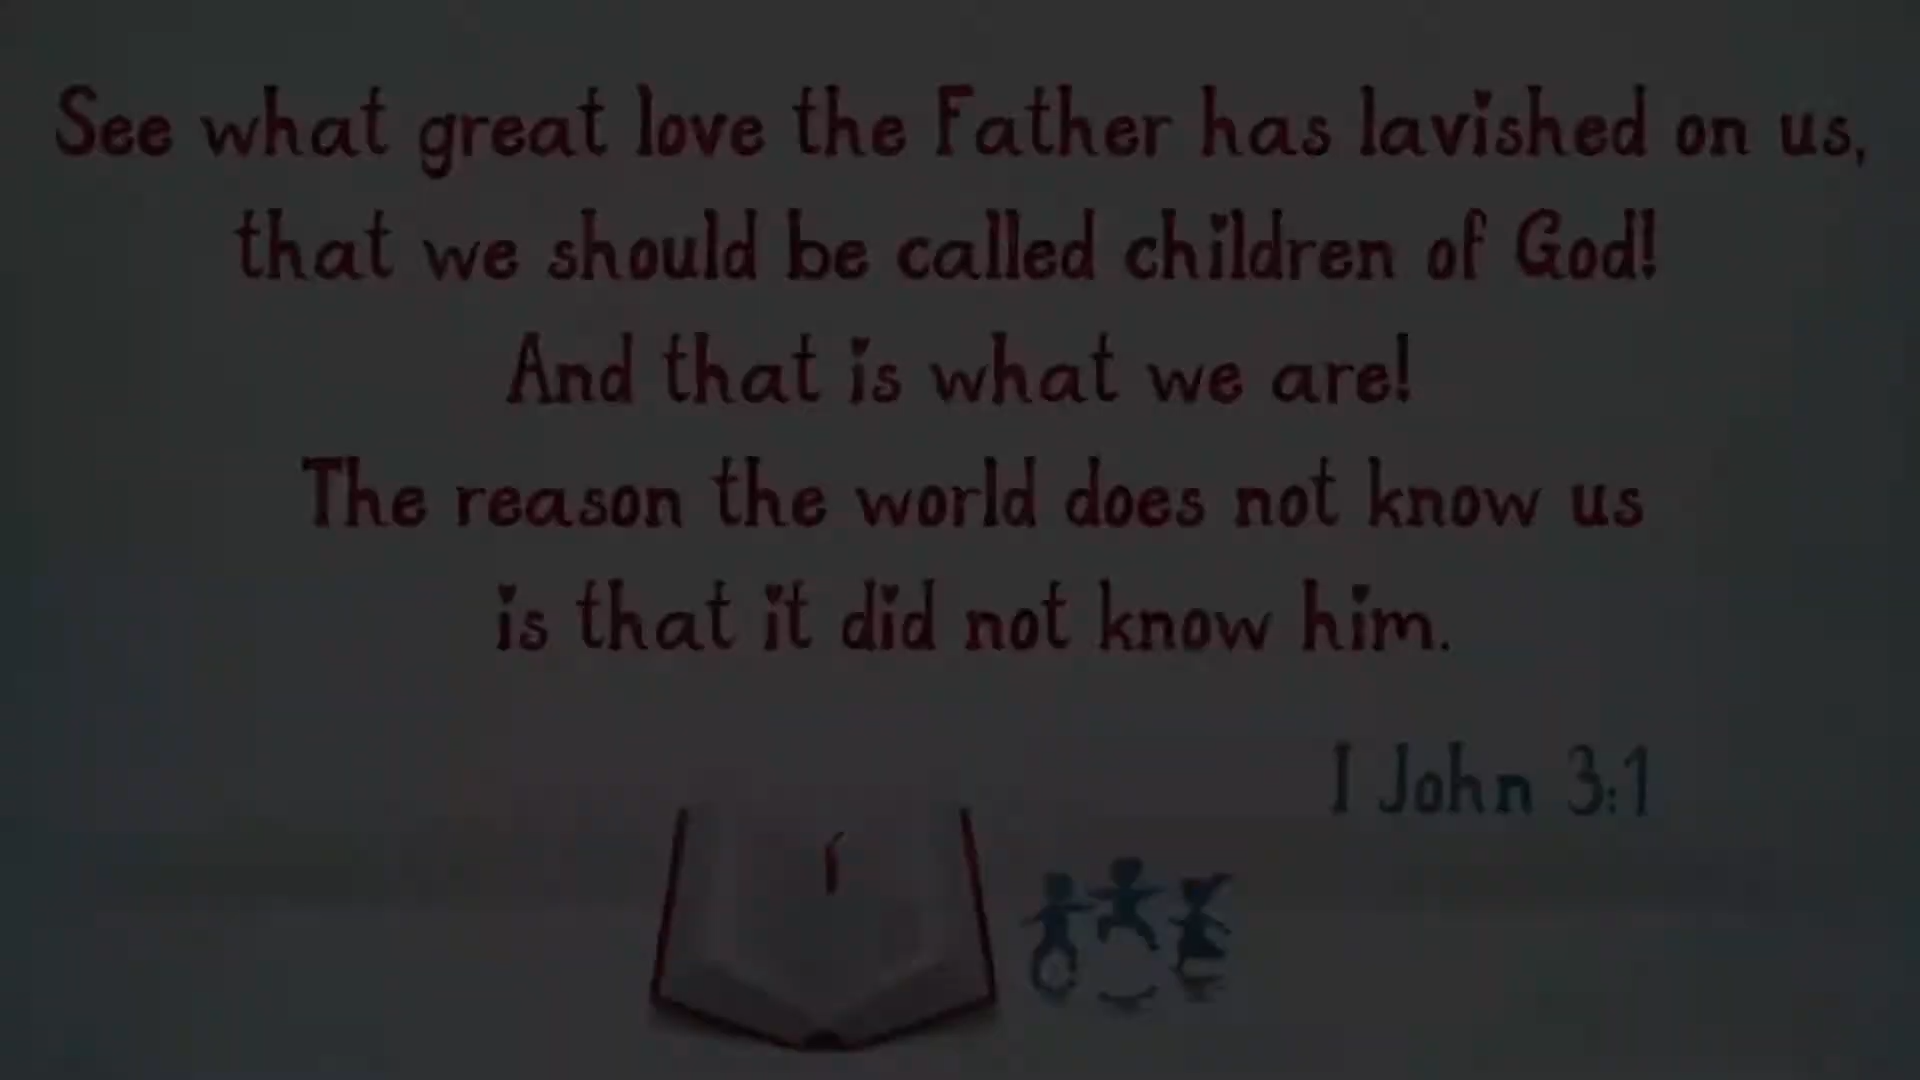 See what great love the Father has lavished on us,
that we should be called children of God!
And that is what we are!
The reason the world does not know us
is that it did not know him.
I John 3:1